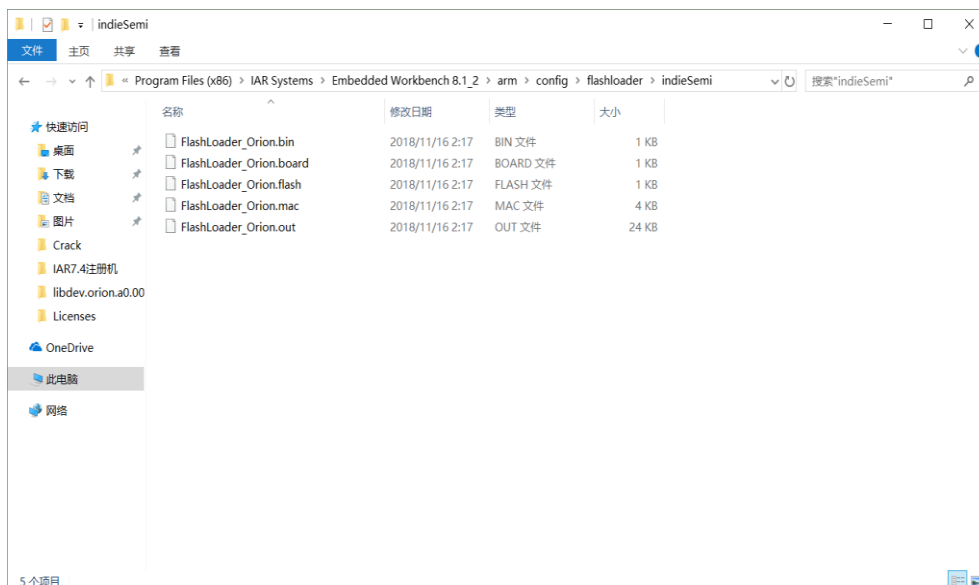 indieSemi
文件 主页 共享 查看
« Program Files (x86) > IAR Systems > Embedded Workbench 8.1_2 > arm > config > flashloader > indieSemi 搜索"indieSemi"
名称 修改日期 类型 大小
快速访问
桌面
下载
文档
图片
Crack
IAR7.4注册机
libdev.orion.a0.00
Licenses
OneDrive
此电脑
网络
FlashLoader_Orion.bin 2018/11/16 2:17 BIN 文件 1 KB
FlashLoader_Orion.board 2018/11/16 2:17 BOARD 文件 1 KB
FlashLoader_Orion.flash 2018/11/16 2:17 FLASH 文件 1 KB
FlashLoader_Orion.mac 2018/11/16 2:17 MAC 文件 4 KB
FlashLoader_Orion.out 2018/11/16 2:17 OUT 文件 24 KB
5 个项目